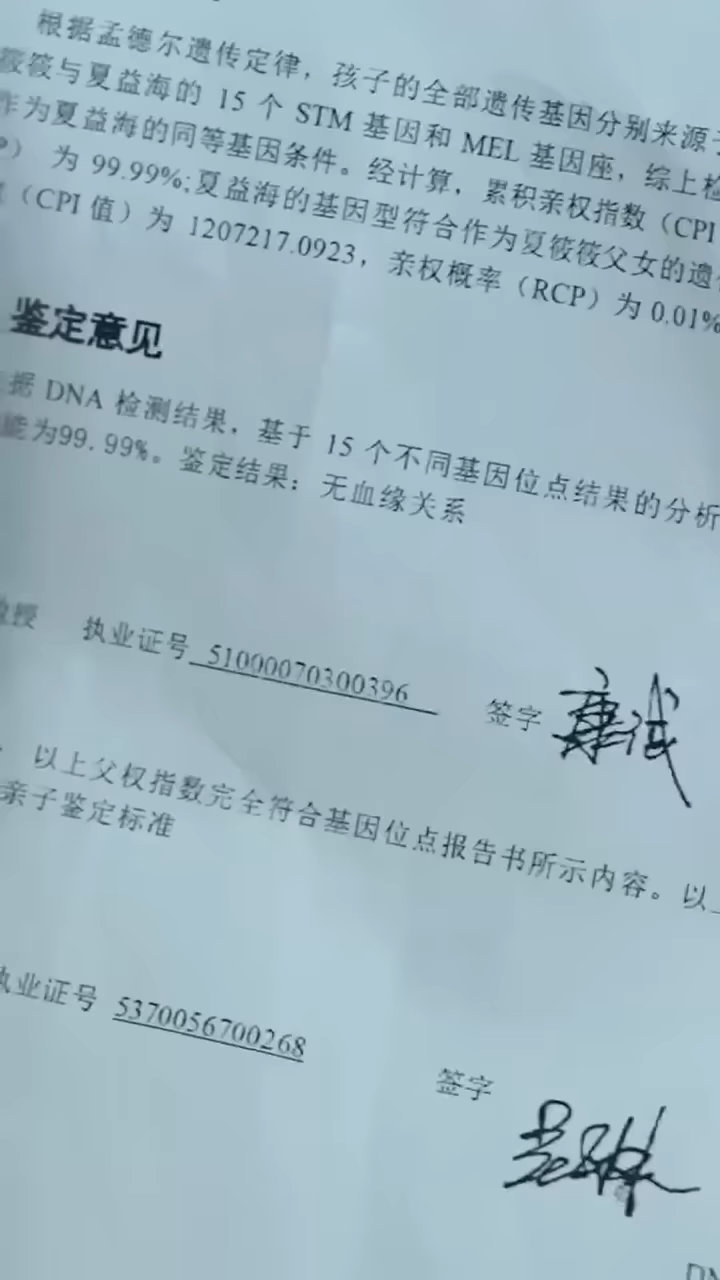 根据孟德尔遗传定律，孩子的全部遗传基因分别来源于
筱筱与夏益海的 15 个 STM 基因和 MEL 基因座，综上检
作为夏益海的同等基因条件。经计算，累积亲权指数（CPI
）为 99.99%;夏益海的基因型符合作为夏筱筱父女的遗传
（CPI 值）为 1207217.0923，亲权概率（RCP）为 0.01%
鉴定意见
据 DNA 检测结果，基于 15 个不同基因位点结果的分析
能为99.99%。鉴定结果：无血缘关系
教授 执业证号 51000070300396 签字
以上父权指数完全符合基因位点报告书所示内容。以上
亲子鉴定标准
执业证号 5370056700268
签字
DN